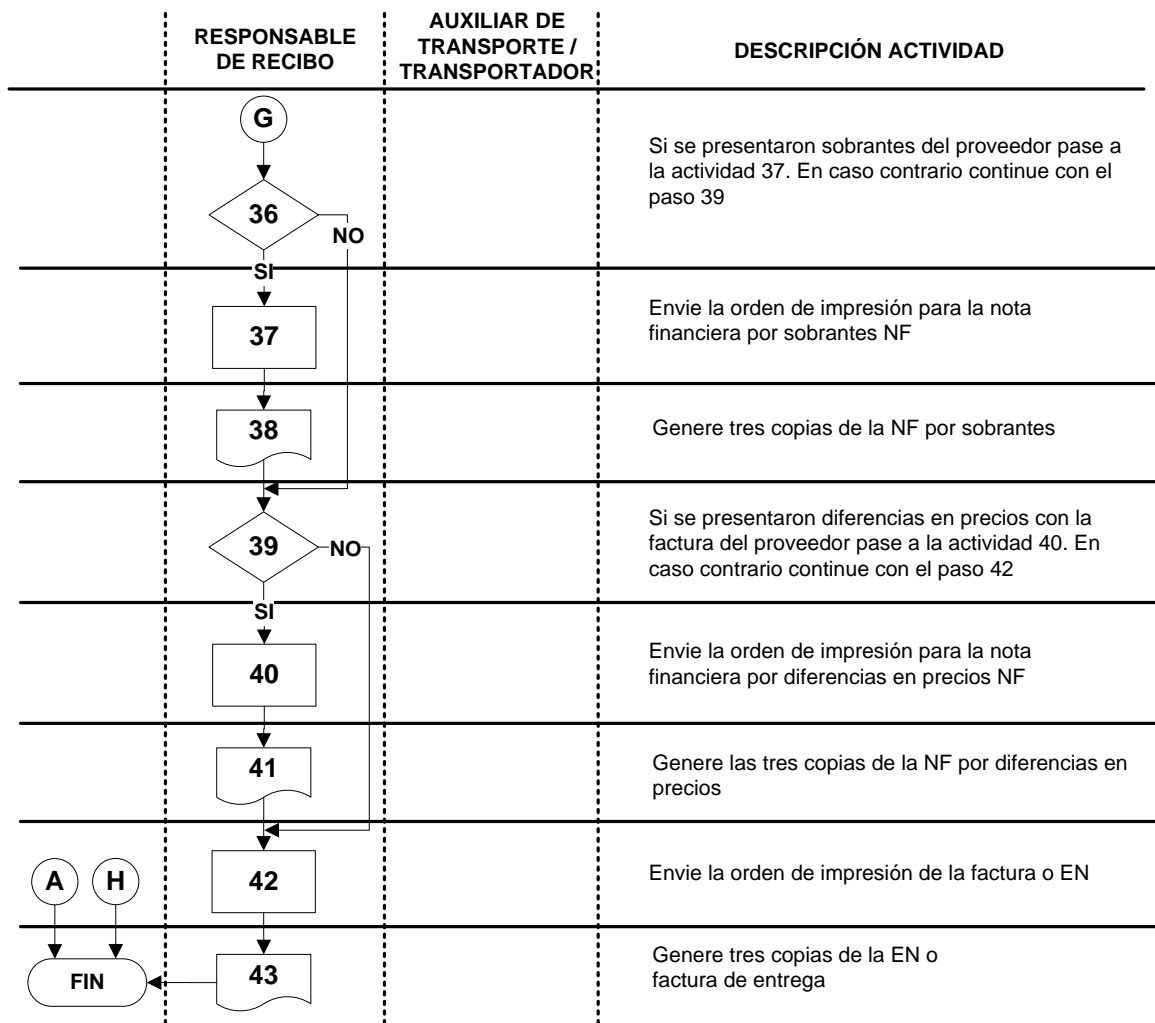 RESPONSABLE
DE RECIBO
AUXILIAR DE
TRANSPORTE /
TRANSPORTADOR
DESCRIPCIÓN ACTIVIDAD
G
36
NO
SI
Si se presentaron sobrantes del proveedor pase a
la actividad 37. En caso contrario continue con el
paso 39
37
Envie la orden de impresión para la nota
financiera por sobrantes NF
38
Genere tres copias de la NF por sobrantes
39
NO
SI
Si se presentaron diferencias en precios con la
factura del proveedor pase a la actividad 40. En
caso contrario continue con el paso 42
40
Envie la orden de impresión para la nota
financiera por diferencias en precios NF
41
Genere las tres copias de la NF por diferencias en
precios
A
H
42
Envie la orden de impresión de la factura o EN
FIN
43
Genere tres copias de la EN o
factura de entrega